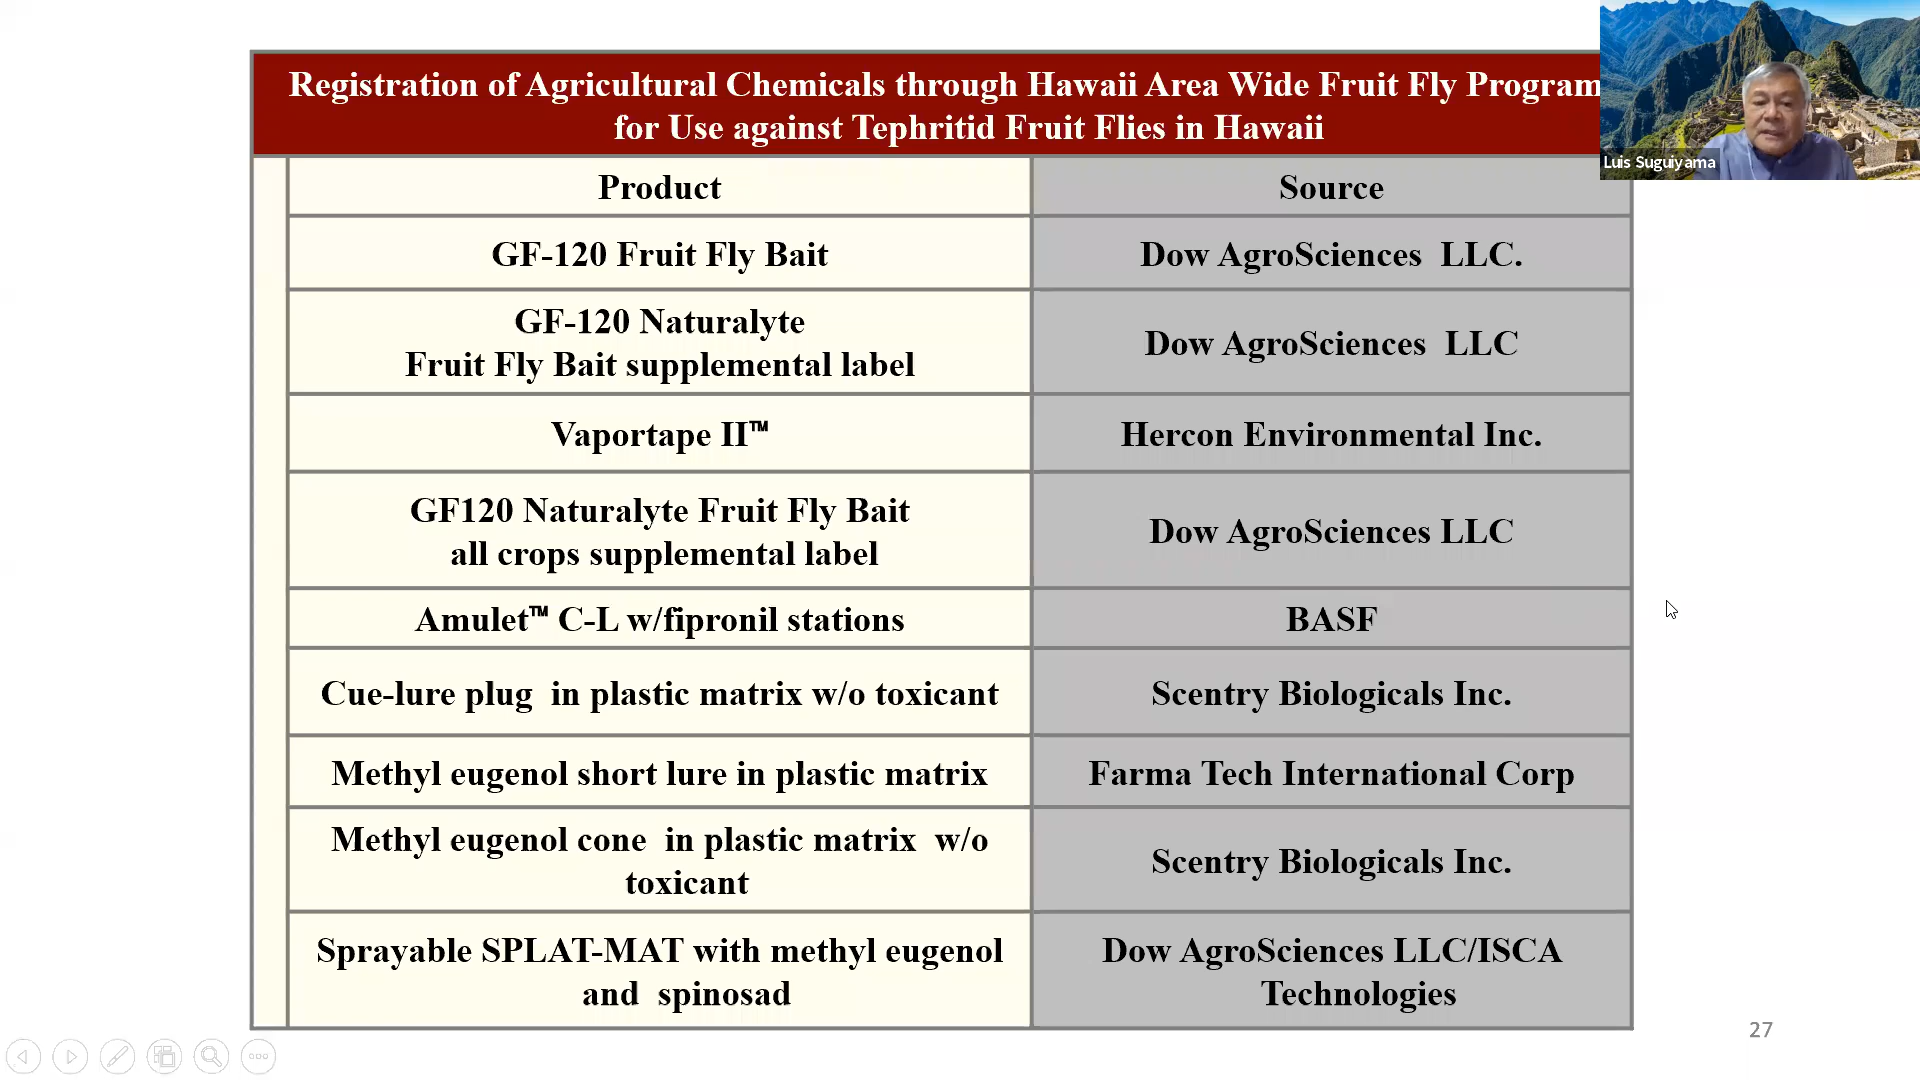 Registration of Agricultural Chemicals through Hawaii Area Wide Fruit Fly Program
for Use against Tephritid Fruit Flies in Hawaii
Luis Suguiyama
Product
Source
GF-120 Fruit Fly Bait
Dow AgroSciences LLC.
GF-120 Naturalyte
Fruit Fly Bait supplemental label
Dow AgroSciences LLC
Vaportape II™
Hercon Environmental Inc.
GF120 Naturalyte Fruit Fly Bait
all crops supplemental label
Dow AgroSciences LLC
Amulet™ C-L w/fipronil stations
BASF
Cue-lure plug in plastic matrix w/o toxicant
Scentry Biologicals Inc.
Methyl eugenol short lure in plastic matrix
Farma Tech International Corp
Methyl eugenol cone in plastic matrix w/o
toxicant
Scentry Biologicals Inc.
Sprayable SPLAT-MAT with methyl eugenol
and spinosad
Dow AgroSciences LLC/ISCA
Technologies
27